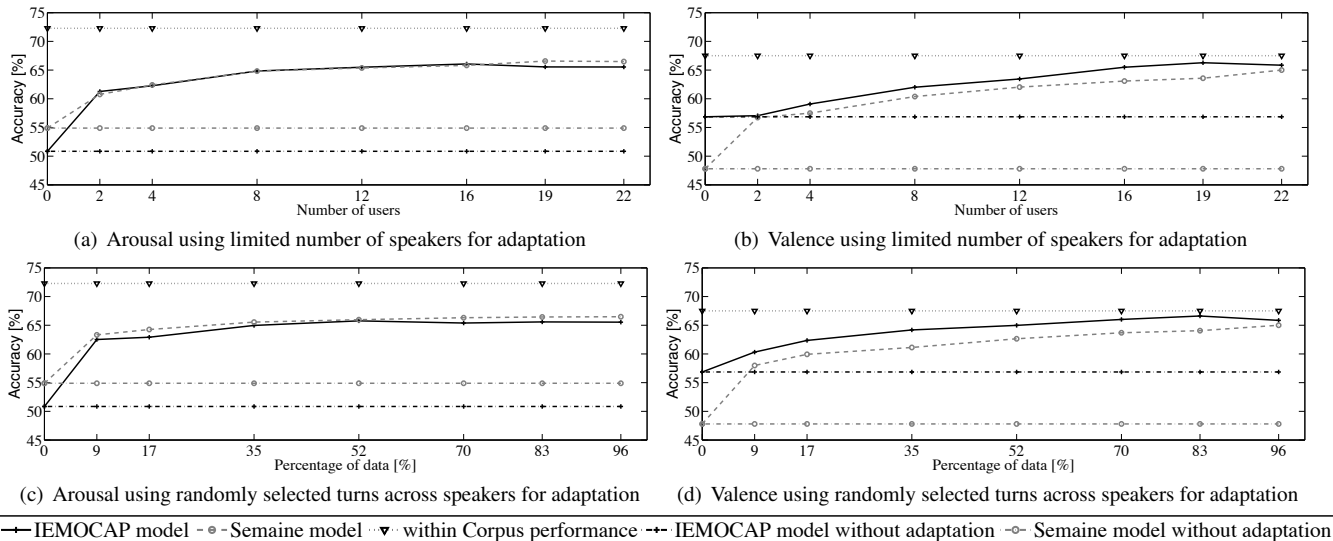 75
70
65
60
55
50
45
Accuracy [%]
0 2 4 8 12 16 19 22
Number of users
(a) Arousal using limited number of speakers for adaptation
75
70
65
60
55
50
45
Accuracy [%]
0 2 4 8 12 16 19 22
Number of users
(b) Valence using limited number of speakers for adaptation
75
70
65
60
55
50
45
Accuracy [%]
0 9 17 35 52 70 83 96
Percentage of data [%]
(c) Arousal using randomly selected turns across speakers for adaptation
75
70
65
60
55
50
45
Accuracy [%]
0 9 17 35 52 70 83 96
Percentage of data [%]
(d) Valence using randomly selected turns across speakers for adaptation
IEMOCAP model Semaine model within Corpus performance IEMOCAP model without adaptation Semaine model without adaptation